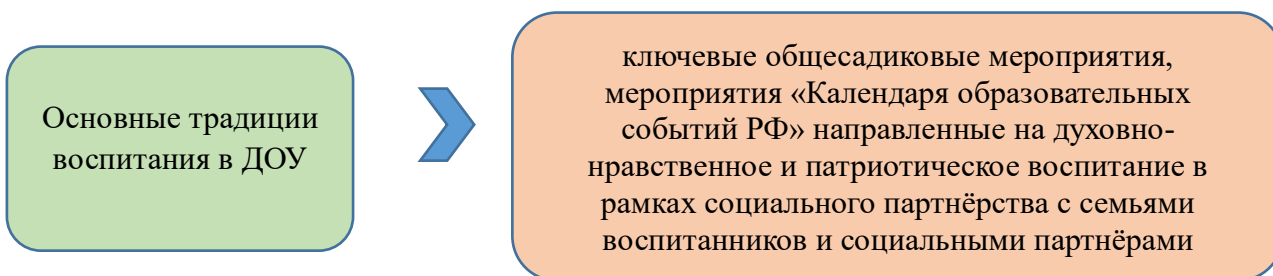 Основные традиции
воспитания в ДОУ
ключевые общесадиковые мероприятия,
мероприятия «Календаря образовательных
событий РФ» направленные на духовно-
нравственное и патриотическое воспитание в
рамках социального партнёрства с семьями
воспитанников и социальными партнёрами